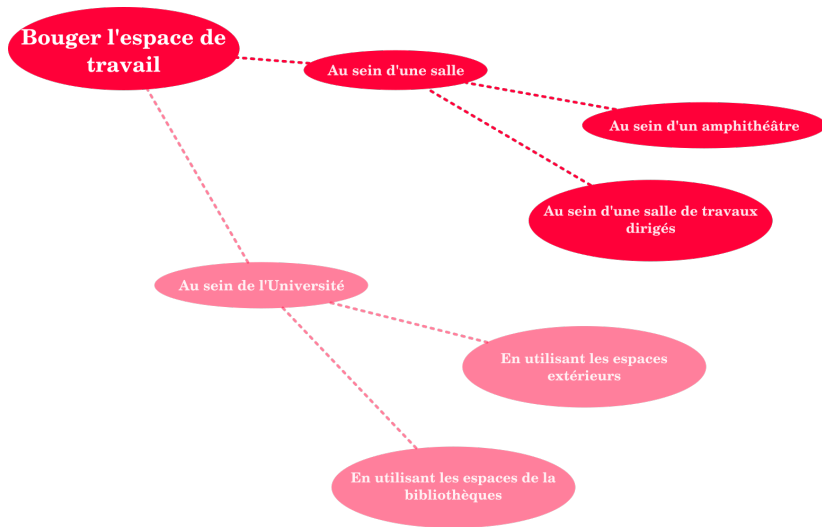 Bouger l'espace de
travail
Au sein d'une salle
Au sein d'un amphithéâtre
Au sein d'une salle de travaux
dirigés
Au sein de l'Université
En utilisant les espaces
extérieurs
En utilisant les espaces de la
bibliothèques